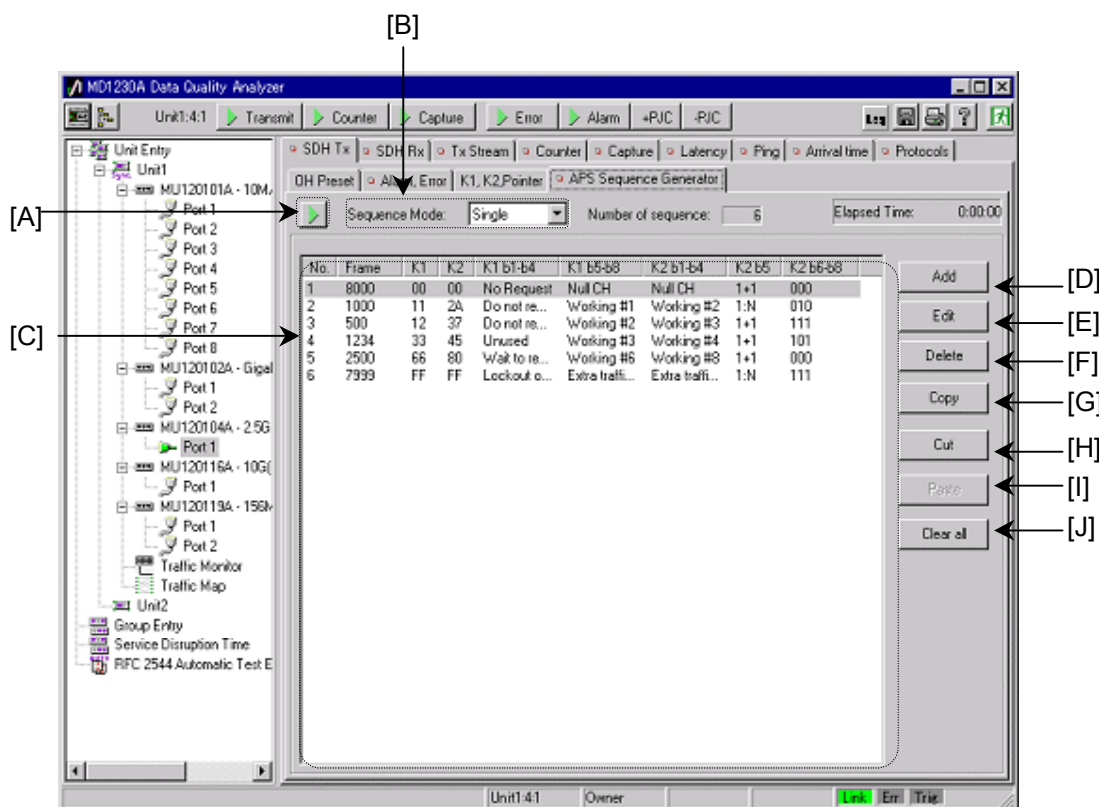 [B]
MD1230A Data Quality Analyzer
Unit1:4:1 Transmit Counter Capture Error Alarm +PJC -PJC Log ?
Unit Entry
Unit1
MU120101A - 10M/
Port 1
Port 2
Port 3
Port 4
Port 5
Port 6
Port 7
Port 8
MU120102A - Gigal
Port 1
Port 2
MU120104A - 2.5G
Port 1
MU120116A - 10G(
Port 1
MU120119A - 156M
Port 1
Port 2
Traffic Monitor
Traffic Map
Unit2
Group Entry
Service Disruption Time
RFC 2544 Automatic Test E
SDH Tx SDH Rx Tx Stream Counter Capture Latency Ping Arrival time Protocols
OH Preset Error K1, K2,Pointer APS Sequence Generator
[A]
Sequence Mode: Single Number of sequence: 6 Elapsed Time: 0:00:00
[C]
No. Frame K1 K2 K1 b1-b4 K1 b5-b8 K2 b1-b4 K2 b5 K2 b6-b8
1 8000 00 00 No Request Null CH Null CH 1+1 000
2 1000 11 2A Do not re... Working #1 Working #2 1:N 010
3 500 12 37 Do not re... Working #2 Working #3 1+1 111
4 1234 33 45 Unused Working #3 Working #4 1+1 101
5 2500 66 80 Wait to re... Working #6 Working #8 1+1 000
6 7999 FF FF Lockout o... Extra traffi... Extra traffi... 1:N 111
Add [D]
Edit [E]
Delete [F]
Copy [G]
Cut [H]
Paste [I]
Clear all [J]
Unit1:4:1 Owner Link Err Trig